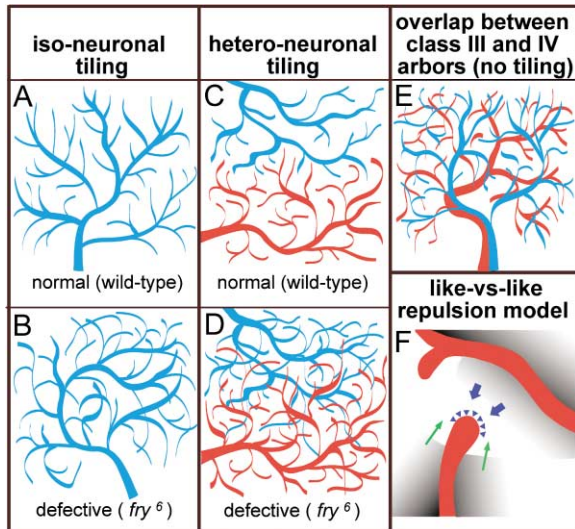 iso-neuronal
tiling
hetero-neuronal
tiling
overlap between
class III and IV
arbors (no tiling)
A
C
E
normal (wild-type)
normal (wild-type)
like-vs-like
repulsion model
B
D
F
defective ( fry 6 )
defective ( fry 6 )